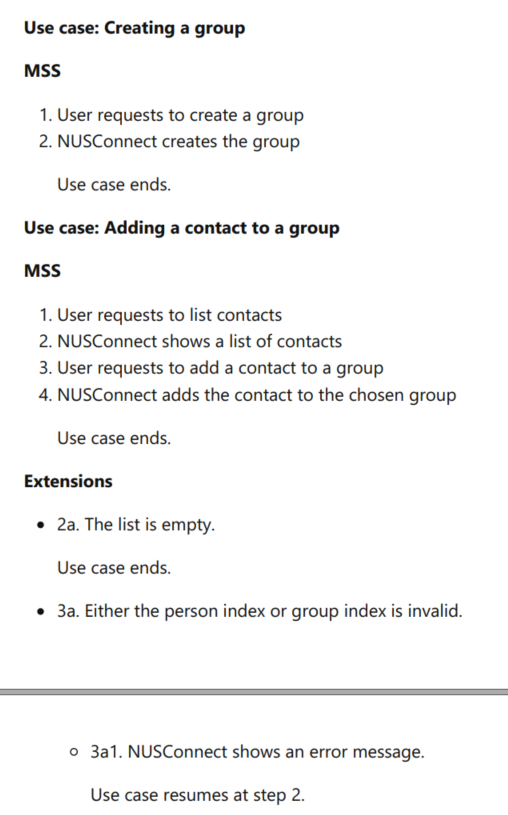 Use case: Creating a group
MSS
1. User requests to create a group
2. NUSConnect creates the group
Use case ends.
Use case: Adding a contact to a group
MSS
1. User requests to list contacts
2. NUSConnect shows a list of contacts
3. User requests to add a contact to a group
4. NUSConnect adds the contact to the chosen group
Use case ends.
Extensions
• 2a. The list is empty.
Use case ends.
• 3a. Either the person index or group index is invalid.
◦ 3a1. NUSConnect shows an error message.
Use case resumes at step 2.